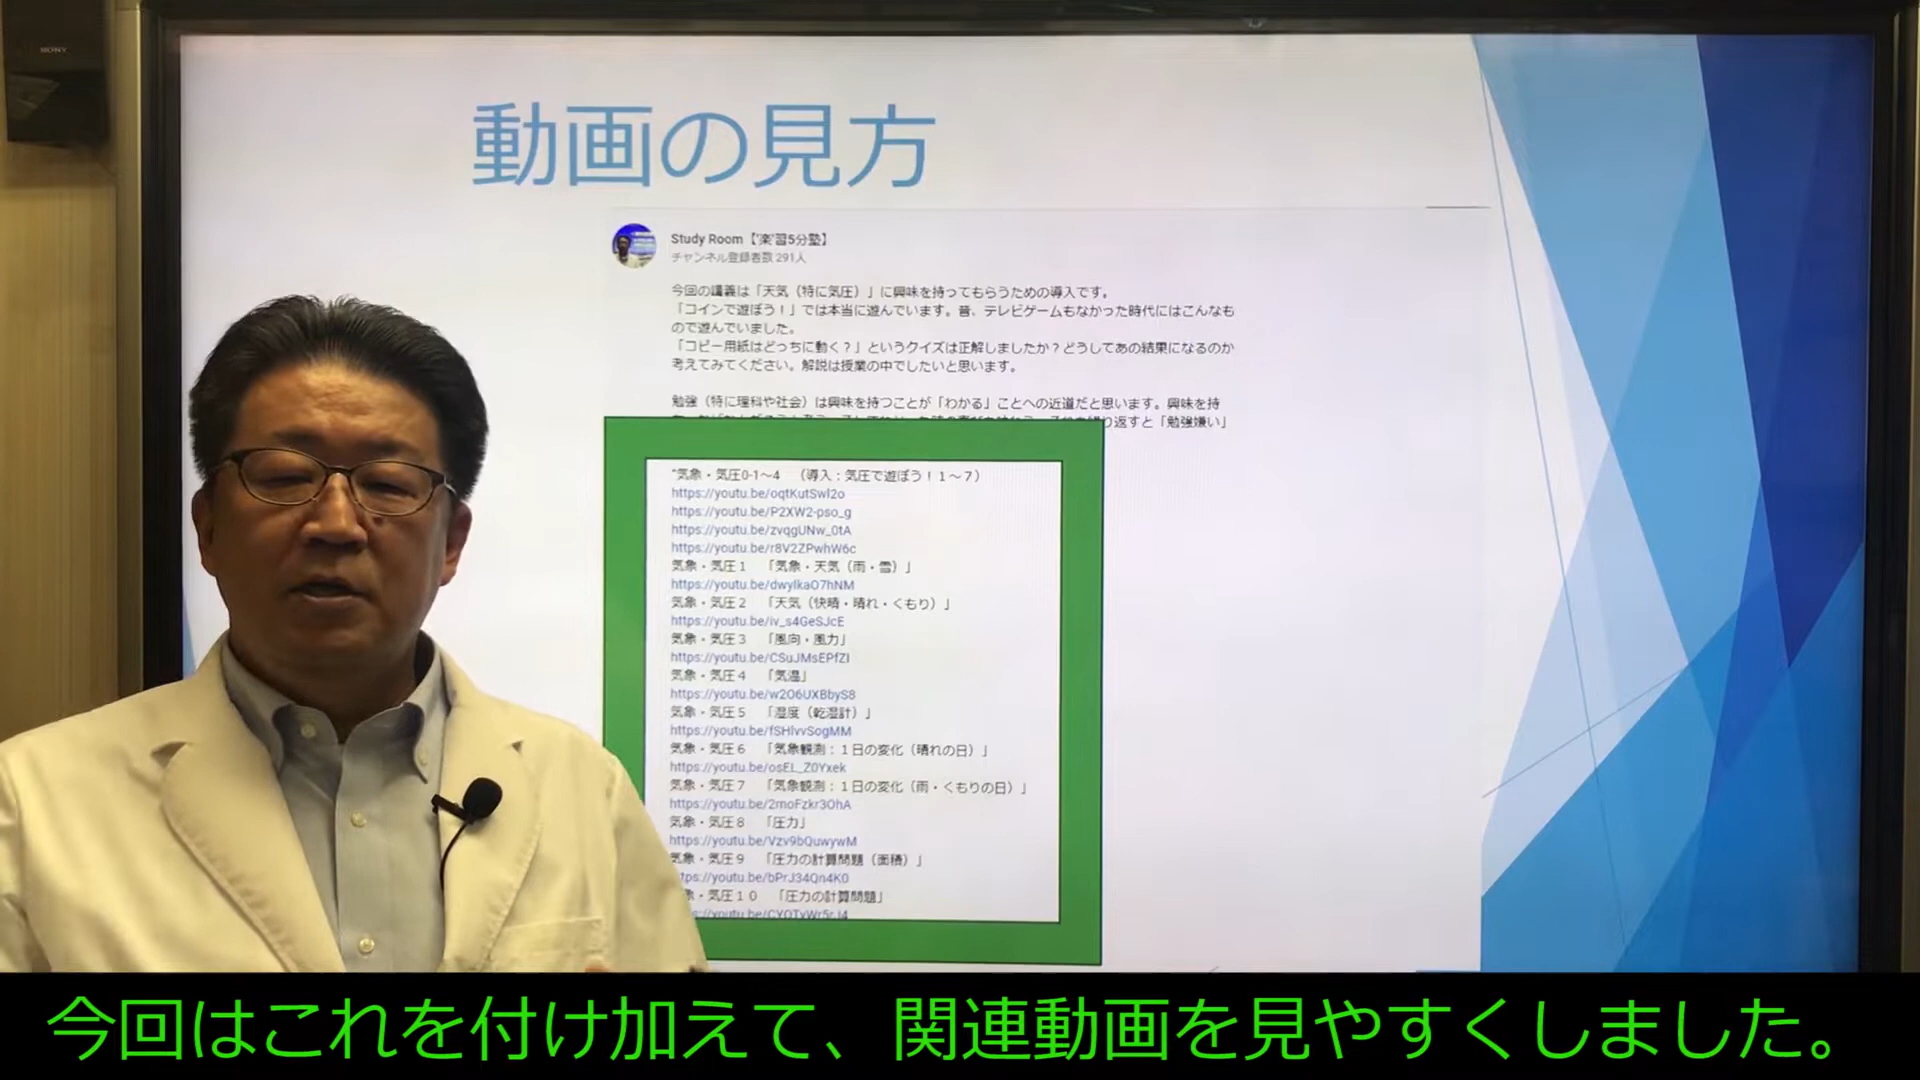 SONY
動画の見方
Study Room【'楽'習5分塾】
チャンネル登録者数 291人
今回の講義は「天気（特に気圧）」に興味を持ってもらうための導入です。
「コインで遊ぼう！」では本当に遊んでいます。昔、テレビゲームもなかった時代にはこんなも
ので遊んでいました。
「コピー用紙はどっちに動く？」というクイズは正解しましたか？どうしてあの結果になるのか
考えてみてください。解説は授業の中でしたいと思います。
勉強（特に理科や社会）は興味を持つことが「わかる」ことへの近道だと思います。興味を持
り返すと「勉強嫌い」
"気象・気圧0-1～4　（導入：気圧で遊ぼう！１～７）
https://youtu.be/oqtKutSwl2o
https://youtu.be/P2XW2-pso_g
https://youtu.be/zvqgUNw_0tA
https://youtu.be/r8V2ZPwhW6c
気象・気圧１　「気象・天気（雨・雪）」
https://youtu.be/dwylkaO7hNM
気象・気圧２　「天気（快晴・晴れ・くもり）」
https://youtu.be/iv_s4GeSJcE
気象・気圧３　「風向・風力」
https://youtu.be/CSuJMsEPfZI
気象・気圧４　「気温」
https://youtu.be/w2O6UXBbyS8
気象・気圧５　「湿度（乾湿計）」
https://youtu.be/fSHlvvSogMM
気象・気圧６　「気象観測：１日の変化（晴れの日）」
https://youtu.be/osEL_Z0Yxek
気象・気圧７　「気象観測：１日の変化（雨・くもりの日）」
https://youtu.be/2moFzkr3OhA
気象・気圧８　「圧力」
https://youtu.be/Vzv9bQuwywM
気象・気圧９　「圧力の計算問題（面積）」
tps://youtu.be/bPrJ34Qn4K0
象・気圧１０　「圧力の計算問題」
s://youtu.be/CYOTyWr5rJ4
今回はこれを付け加えて、関連動画を見やすくしました。